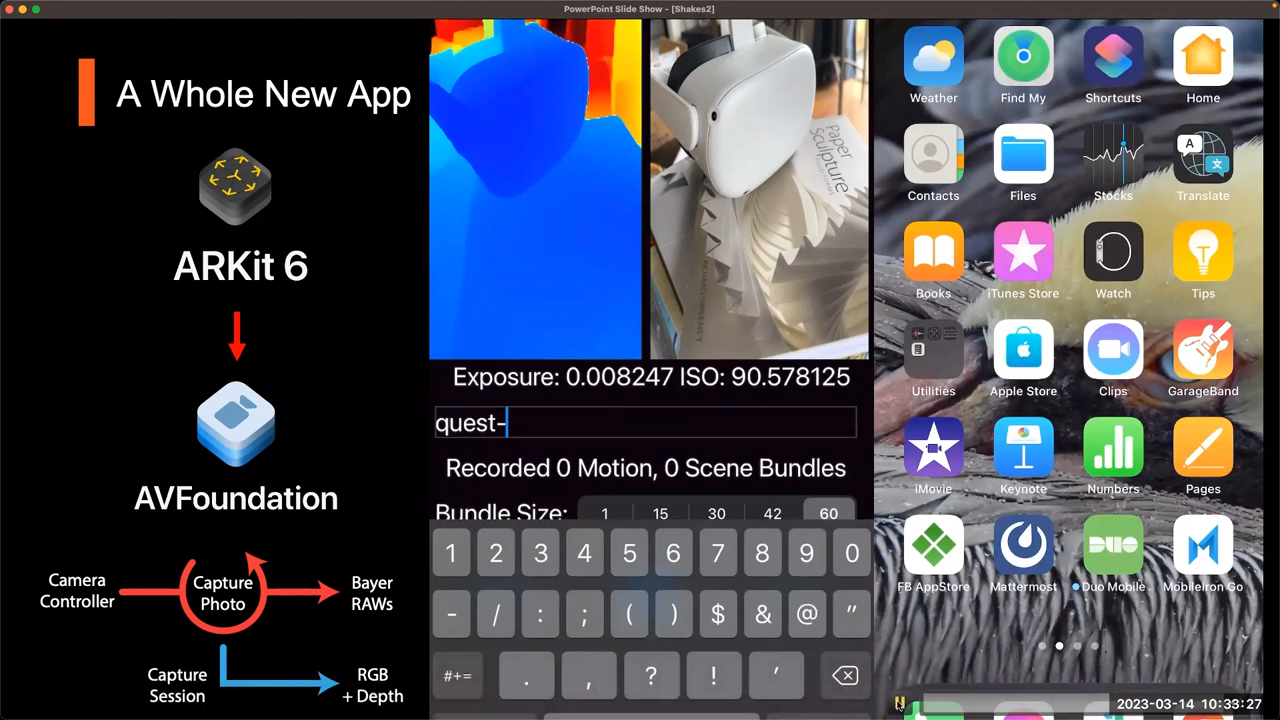 PowerPoint Slide Show - [Shakes2]
A Whole New App
ARKit 6
AVFoundation
Camera
Controller
Capture
Photo
Bayer
RAWs
Capture
Session
RGB
+ Depth
Paper
Sculpture
Exposure: 0.008247 ISO: 90.578125
quest-
Recorded 0 Motion, 0 Scene Bundles
Bundle Size: 1 15 30 42 60
1 2 3 4 5 6 7 8 9 0
- / : ; ( ) $ & @ "
#+= . , ? ! ’
Weather Find My Shortcuts Home
Contacts Files Stocks Translate
Books iTunes Store Watch Tips
Utilities Apple Store Clips GarageBand
iMovie Keynote Numbers Pages
DUO
FB AppStore Mattermost Duo Mobile MobileIron Go
2023-03-14 10:33:27